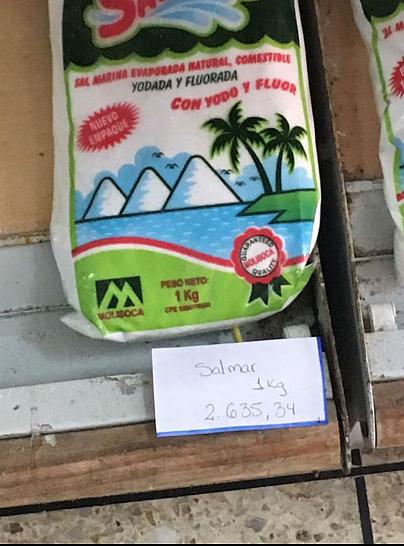 SAL MARINA EVAPORADA NATURAL, COMESTIBLE
YODADA Y FLUORADA
CON YODO Y FLUOR
NUEVO
EMPAQUE
GUARANTEED
MOLISOCA
QUALITY
MOLISOCA
PESO NETO:
1 Kg
Salmar
1Kg
2.635,34